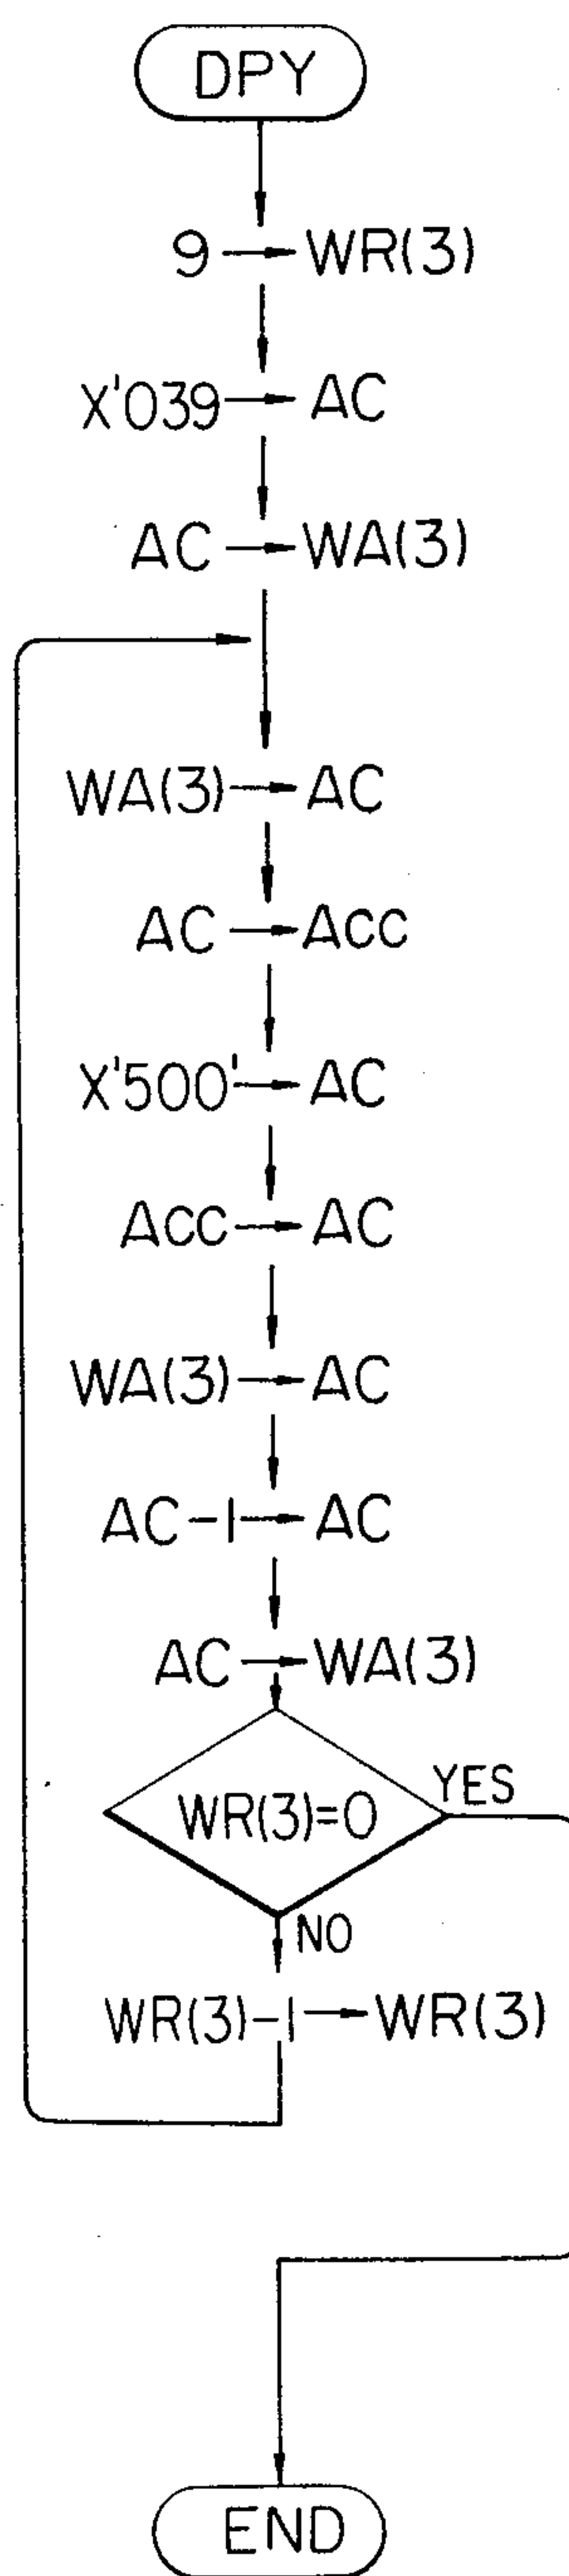 DPY
9 → WR(3)
X'039 → AC
AC → WA(3)
WA(3) → AC
AC → ACC
X'500' → AC
ACC → AC
WA(3) → AC
AC-1 → AC
AC → WA(3)
WR(3)=0
YES
NO
WR(3)-1 → WR(3)
END